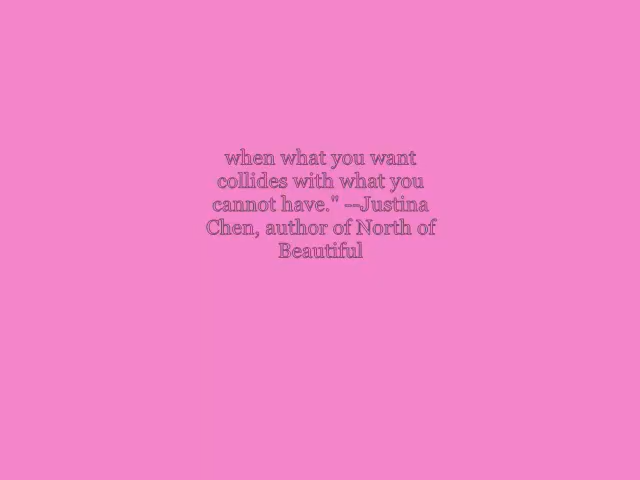 when what you want
collides with what you
cannot have." --Justina
Chen, author of North of
Beautiful